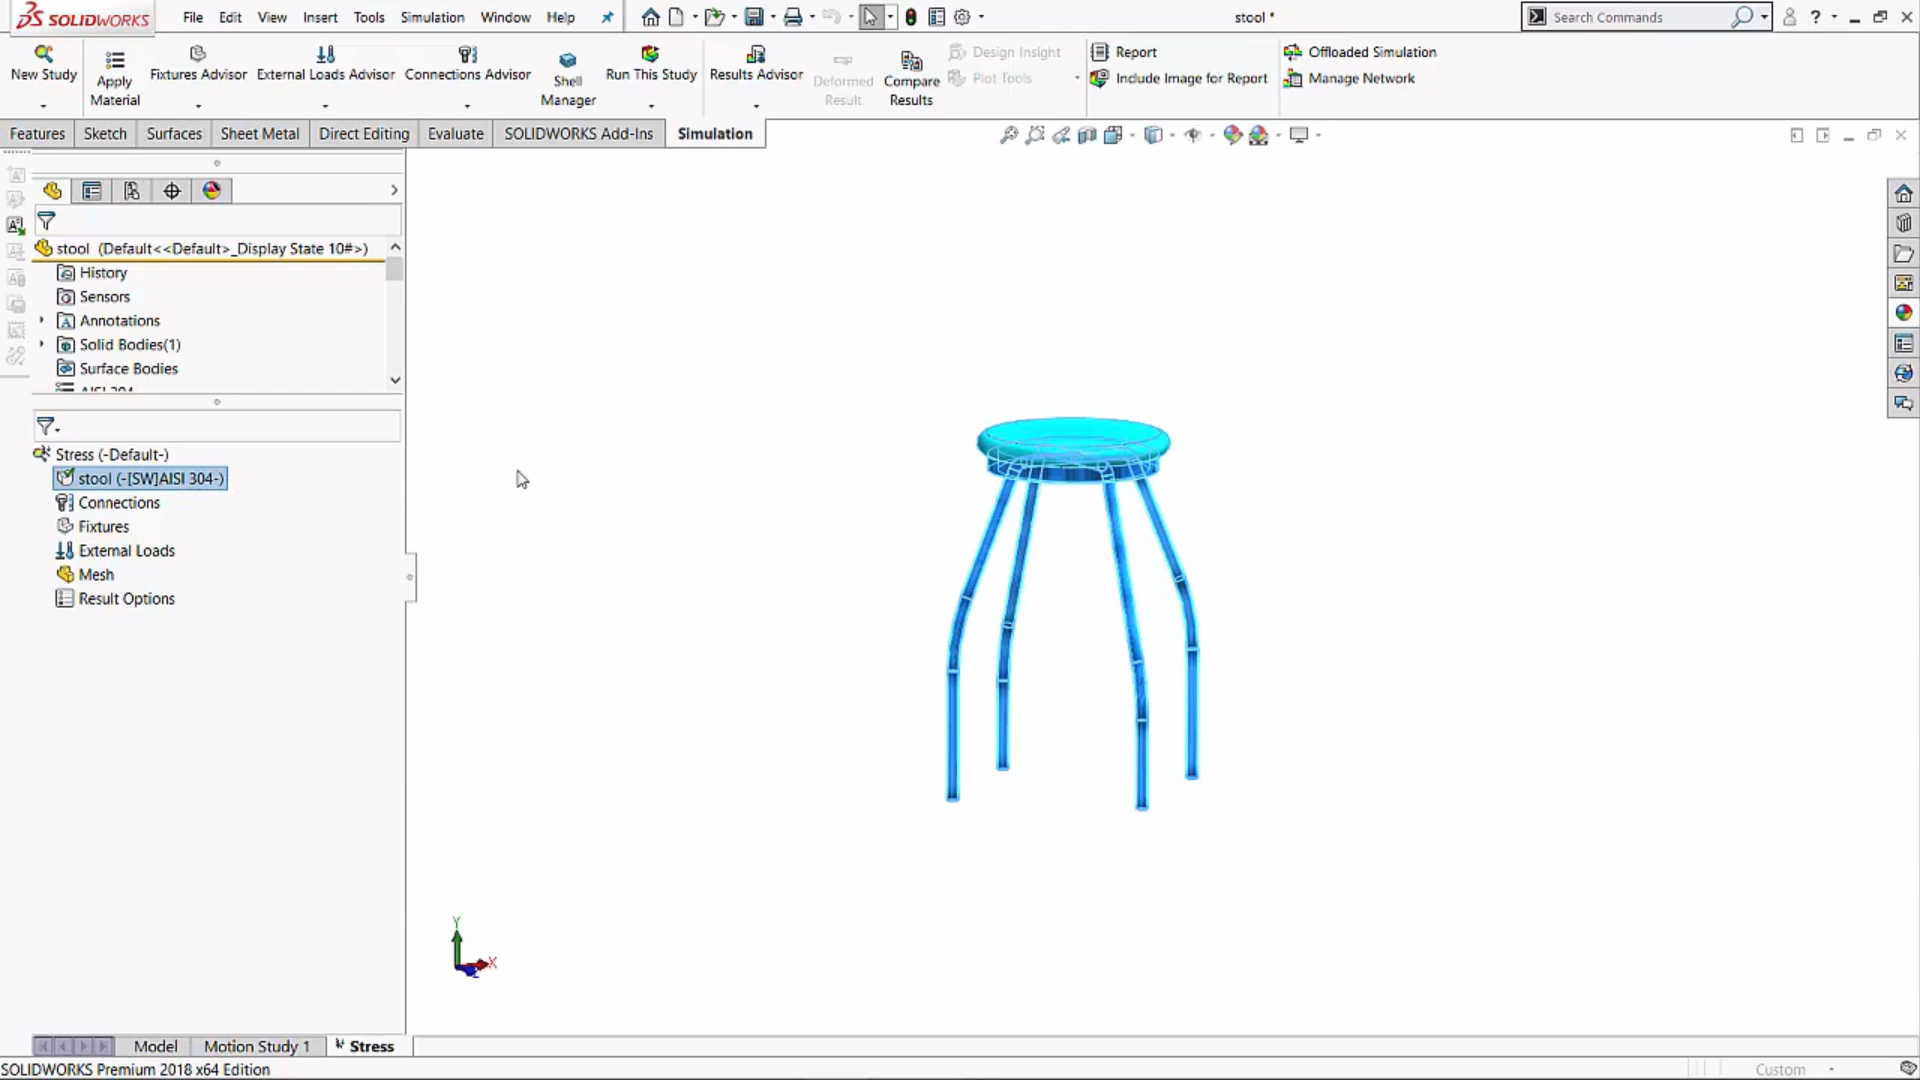 SOLIDWORKS File Edit View Insert Tools Simulation Window Help stool * Search Commands ?
New Study Apply Material Fixtures Advisor External Loads Advisor Connections Advisor Shell Manager Run This Study Results Advisor Deformed Result Compare Results Design Insight Plot Tools Report Include Image for Report Offloaded Simulation Manage Network
Features Sketch Surfaces Sheet Metal Direct Editing Evaluate SOLIDWORKS Add-Ins Simulation
stool (Default<<Default>_Display State 10#>)
History
Sensors
Annotations
Solid Bodies(1)
Surface Bodies
Stress (-Default-)
stool (-[SW]AISI 304-)
Connections
Fixtures
External Loads
Mesh
Result Options
Y
X
Model Motion Study 1 Stress
SOLIDWORKS Premium 2018 x64 Edition Custom